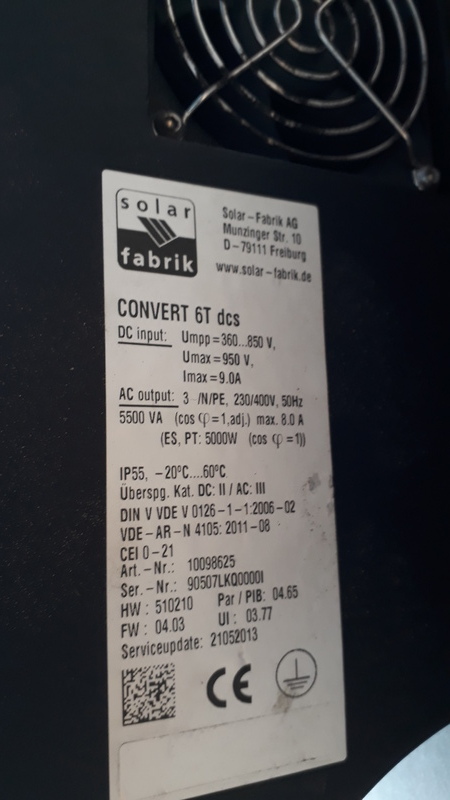 solar
fabrik
Solar-Fabrik AG
Munzinger Str. 10
D-79111 Freiburg
www.solar-fabrik.de
CONVERT 6T dcs
DC input: Umpp=360...850 V,
Umax=950 V,
Imax=9.0A
AC output: 3 ~/N/PE, 230/400V, 50Hz
5500 VA (cos φ=1,adj.) max. 8.0 A
(ES, PT: 5000W (cos φ=1))
IP55, -20°C....60°C
Überspg. Kat. DC: II / AC: III
DIN V VDE V 0126-1-1:2006-02
VDE-AR-N 4105:2011-08
CEI 0-21
Art.-Nr.: 10098625
Ser.-Nr.: 90507LKQ0000I
HW : 510210 Par / PIB: 04.65
FW : 04.03 UI : 03.77
Serviceupdate: 21052013
CE